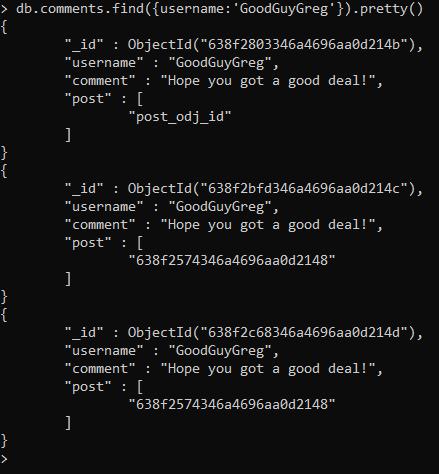 > db.comments.find({username:'GoodGuyGreg'}).pretty()
{
"_id" : ObjectId("638f2803346a4696aa0d214b"),
"username" : "GoodGuyGreg",
"comment" : "Hope you got a good deal!",
"post" : [
"post_odj_id"
]
}
{
"_id" : ObjectId("638f2bfd346a4696aa0d214c"),
"username" : "GoodGuyGreg",
"comment" : "Hope you got a good deal!",
"post" : [
"638f2574346a4696aa0d2148"
]
}
{
"_id" : ObjectId("638f2c68346a4696aa0d214d"),
"username" : "GoodGuyGreg",
"comment" : "Hope you got a good deal!",
"post" : [
"638f2574346a4696aa0d2148"
]
}
>